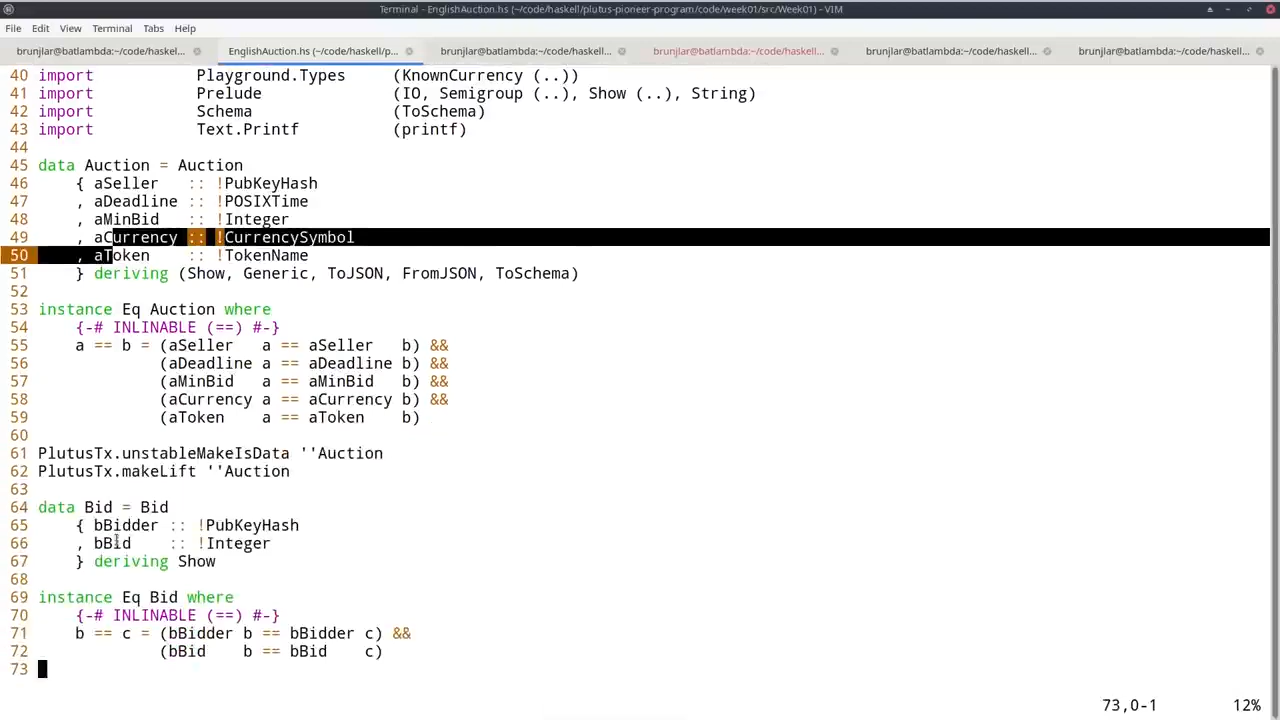 Terminal - EnglishAuction.hs (~/code/haskell/plutus-pioneer-program/code/week01/src/Week01) - VIM
File Edit View Terminal Tabs Help
brunjlar@batlambda:~/code/haskel... EnglishAuction.hs (~/code/haskell/p... brunjlar@batlambda:~/code/haskell... brunjlar@batlambda:~/code/haskell... brunjlar@batlambda:~/code/haskell... brunjlar@batlambda:~/code/haskell...
40 import           Playground.Types     (KnownCurrency (..))
41 import           Prelude              (IO, Semigroup (..), Show (..), String)
42 import           Schema               (ToSchema)
43 import           Text.Printf          (printf)
44
45 data Auction = Auction
46     { aSeller   :: !PubKeyHash
47     , aDeadline :: !POSIXTime
48     , aMinBid   :: !Integer
49     , aCurrency :: !CurrencySymbol
50     , aToken    :: !TokenName
51     } deriving (Show, Generic, ToJSON, FromJSON, ToSchema)
52
53 instance Eq Auction where
54     {-# INLINABLE (==) #-}
55     a == b = (aSeller   a == aSeller   b) &&
56              (aDeadline a == aDeadline b) &&
57              (aMinBid   a == aMinBid   b) &&
58              (aCurrency a == aCurrency b) &&
59              (aToken    a == aToken    b)
60
61 PlutusTx.unstableMakeIsData ''Auction
62 PlutusTx.makeLift ''Auction
63
64 data Bid = Bid
65     { bBidder :: !PubKeyHash
66     , bBid    :: !Integer
67     } deriving Show
68
69 instance Eq Bid where
70     {-# INLINABLE (==) #-}
71     b == c = (bBidder b == bBidder c) &&
72              (bBid    b == bBid    c)
73
73,0-1 12%